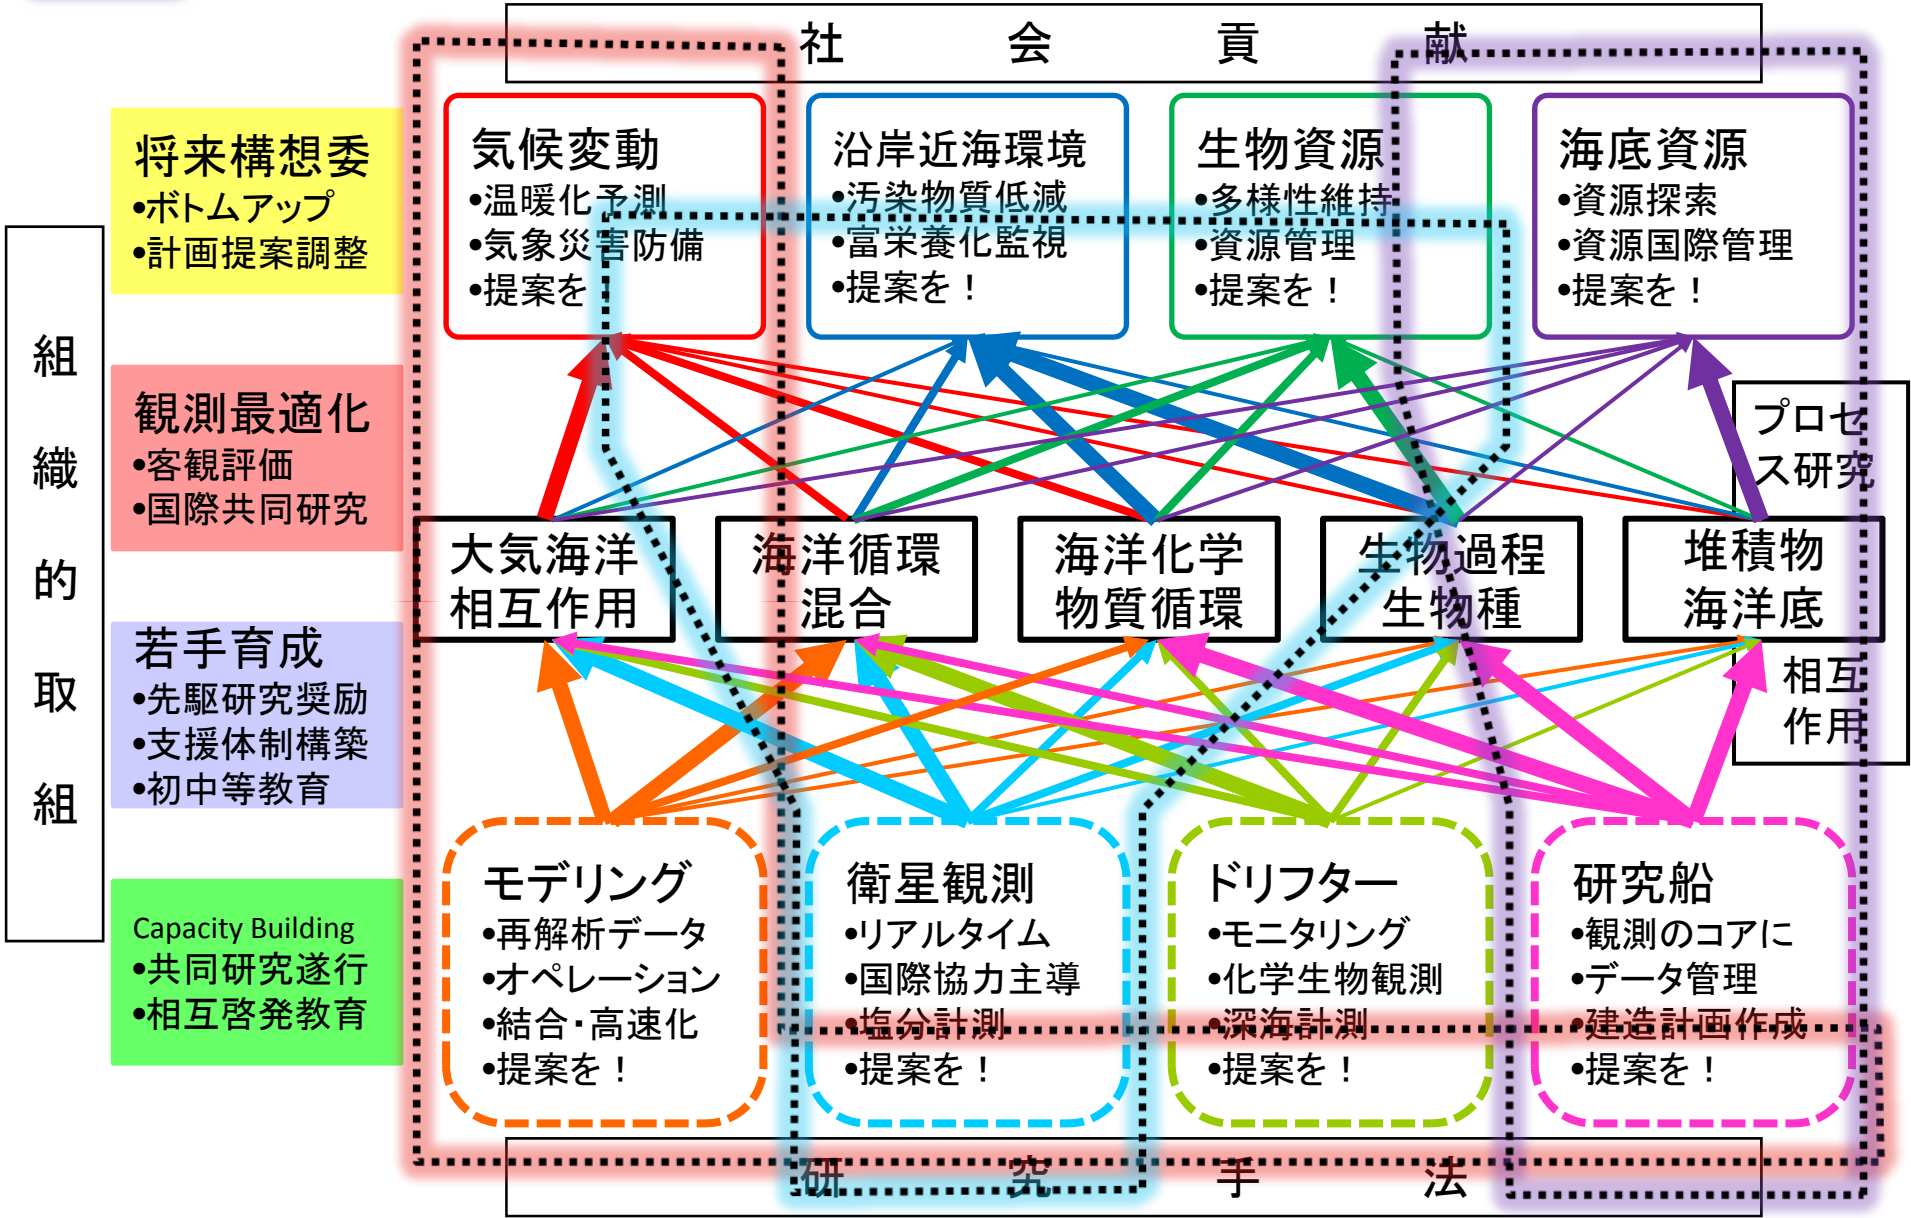 社会貢献
組織的取組
将来構想委
•ボトムアップ
•計画提案調整
観測最適化
•客観評価
•国際共同研究
若手育成
•先駆研究奨励
•支援体制構築
•初中等教育
Capacity Building
•共同研究遂行
•相互啓発教育
気候変動
•温暖化予測
•気象災害防備
•提案を！
沿岸近海環境
•汚染物質低減
•富栄養化監視
•提案を！
生物資源
•多様性維持
•資源管理
•提案を！
海底資源
•資源探索
•資源国際管理
•提案を！
プロセ
ス研究
大気海洋
相互作用
海洋循環
混合
海洋化学
物質循環
生物過程
生物種
堆積物
海洋底
相互
作用
モデリング
•再解析データ
•オペレーション
•結合・高速化
•提案を！
衛星観測
•リアルタイム
•国際協力主導
•塩分計測
•提案を！
ドリフター
•モニタリング
•化学生物観測
•深海計測
•提案を！
研究船
•観測のコアに
•データ管理
•建造計画作成
•提案を！
研究手法